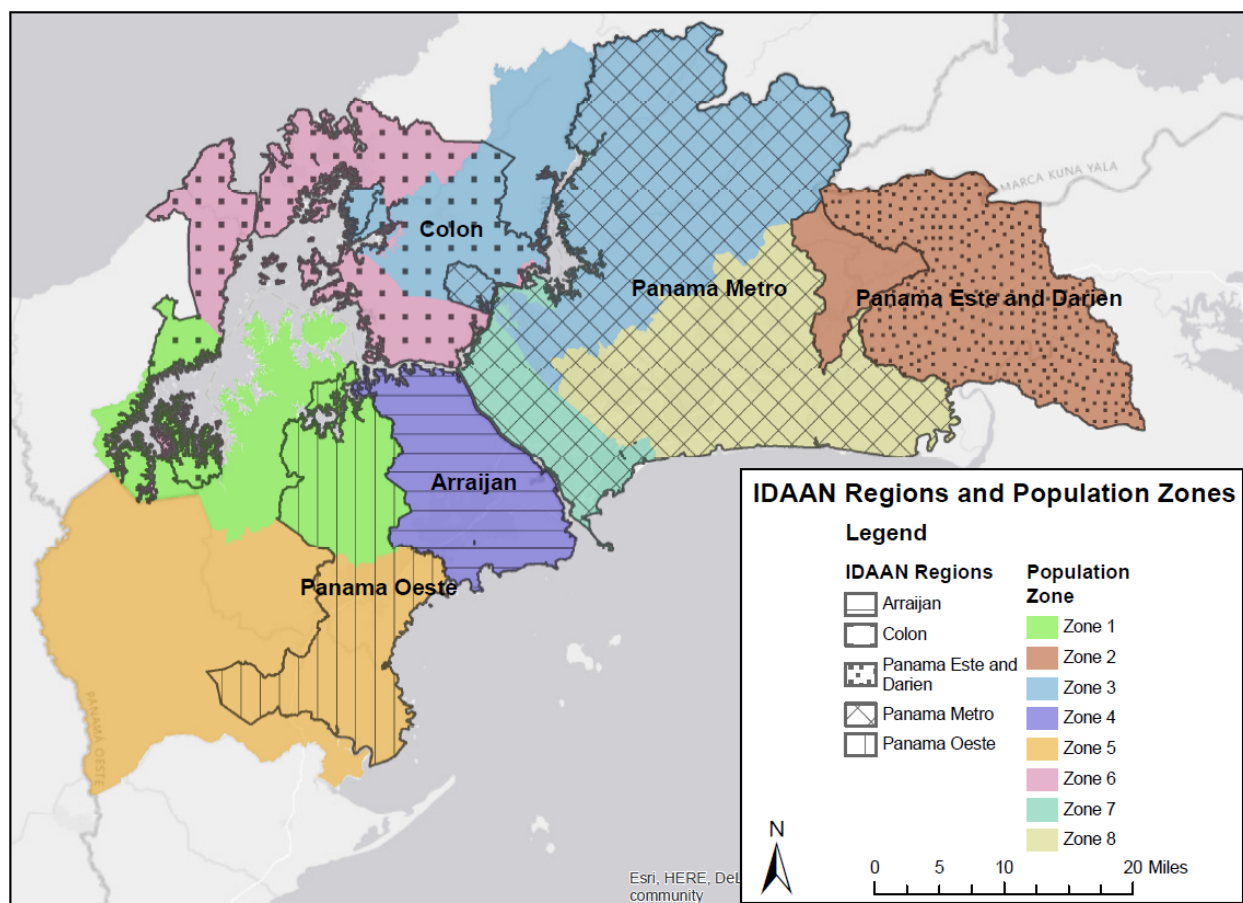 MARCA KUNA YALA
Colon
Panama Metro
Panama Este and Darien
Arraijan
Panama Oeste
PANAMÁ OESTE
IDAAN Regions and Population Zones
Legend
IDAAN Regions
Arraijan
Colon
Panama Este and
Darien
Panama Metro
Panama Oeste
Population
Zone
Zone 1
Zone 2
Zone 3
Zone 4
Zone 5
Zone 6
Zone 7
Zone 8
N
0 5 10 20 Miles
Esri, HERE, DeL
community